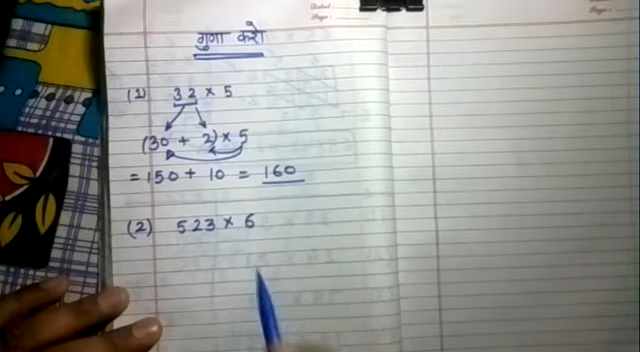 गुणा करो
(1) 32 × 5
(30 + 2) × 5
= 150 + 10 = 160
(2) 523 × 6